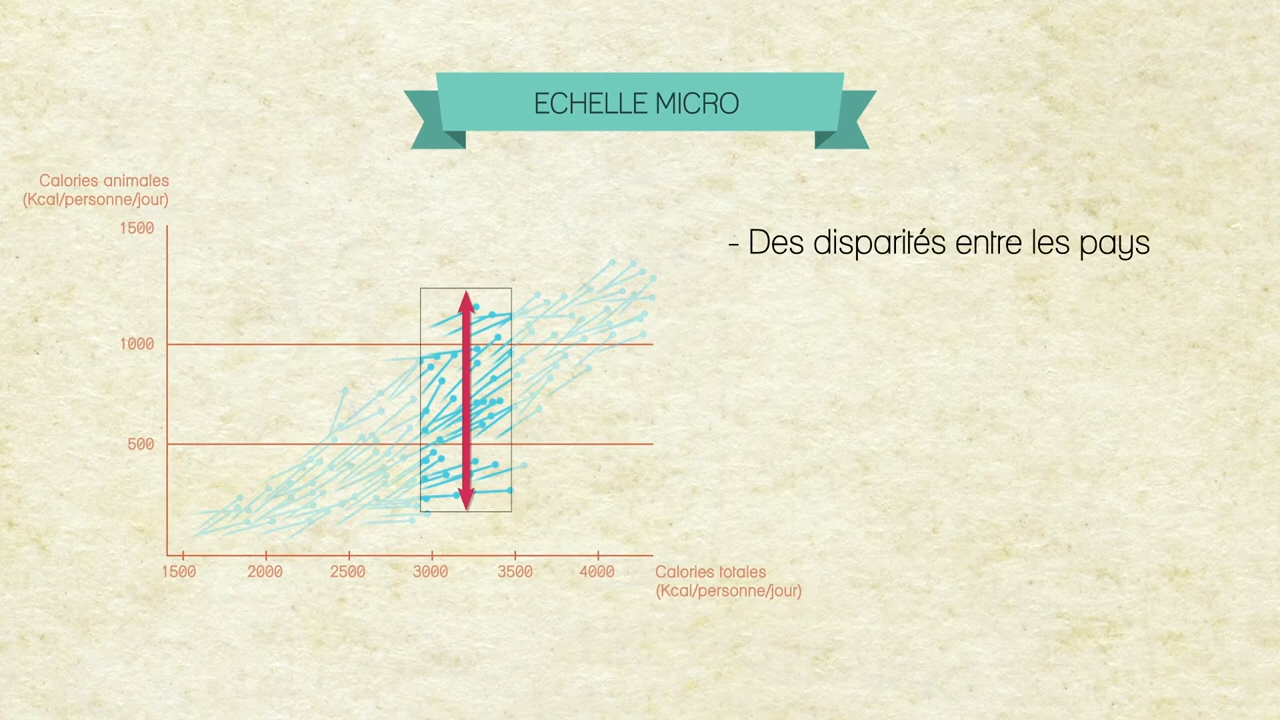 ECHELLE MICRO
Calories animales
(Kcal/personne/jour)
1500
- Des disparités entre les pays
1000
500
1500 2000 2500 3000 3500 4000
Calories totales
(Kcal/personne/jour)